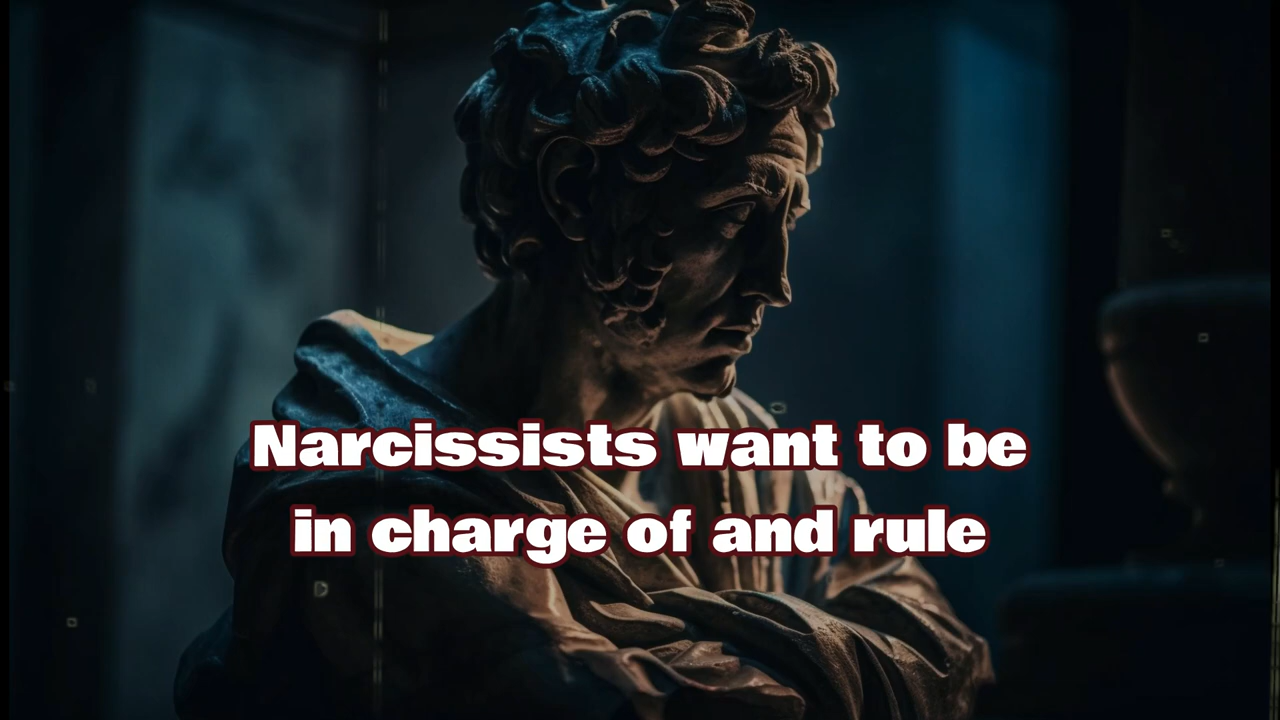 Narcissists want to be
in charge of and rule